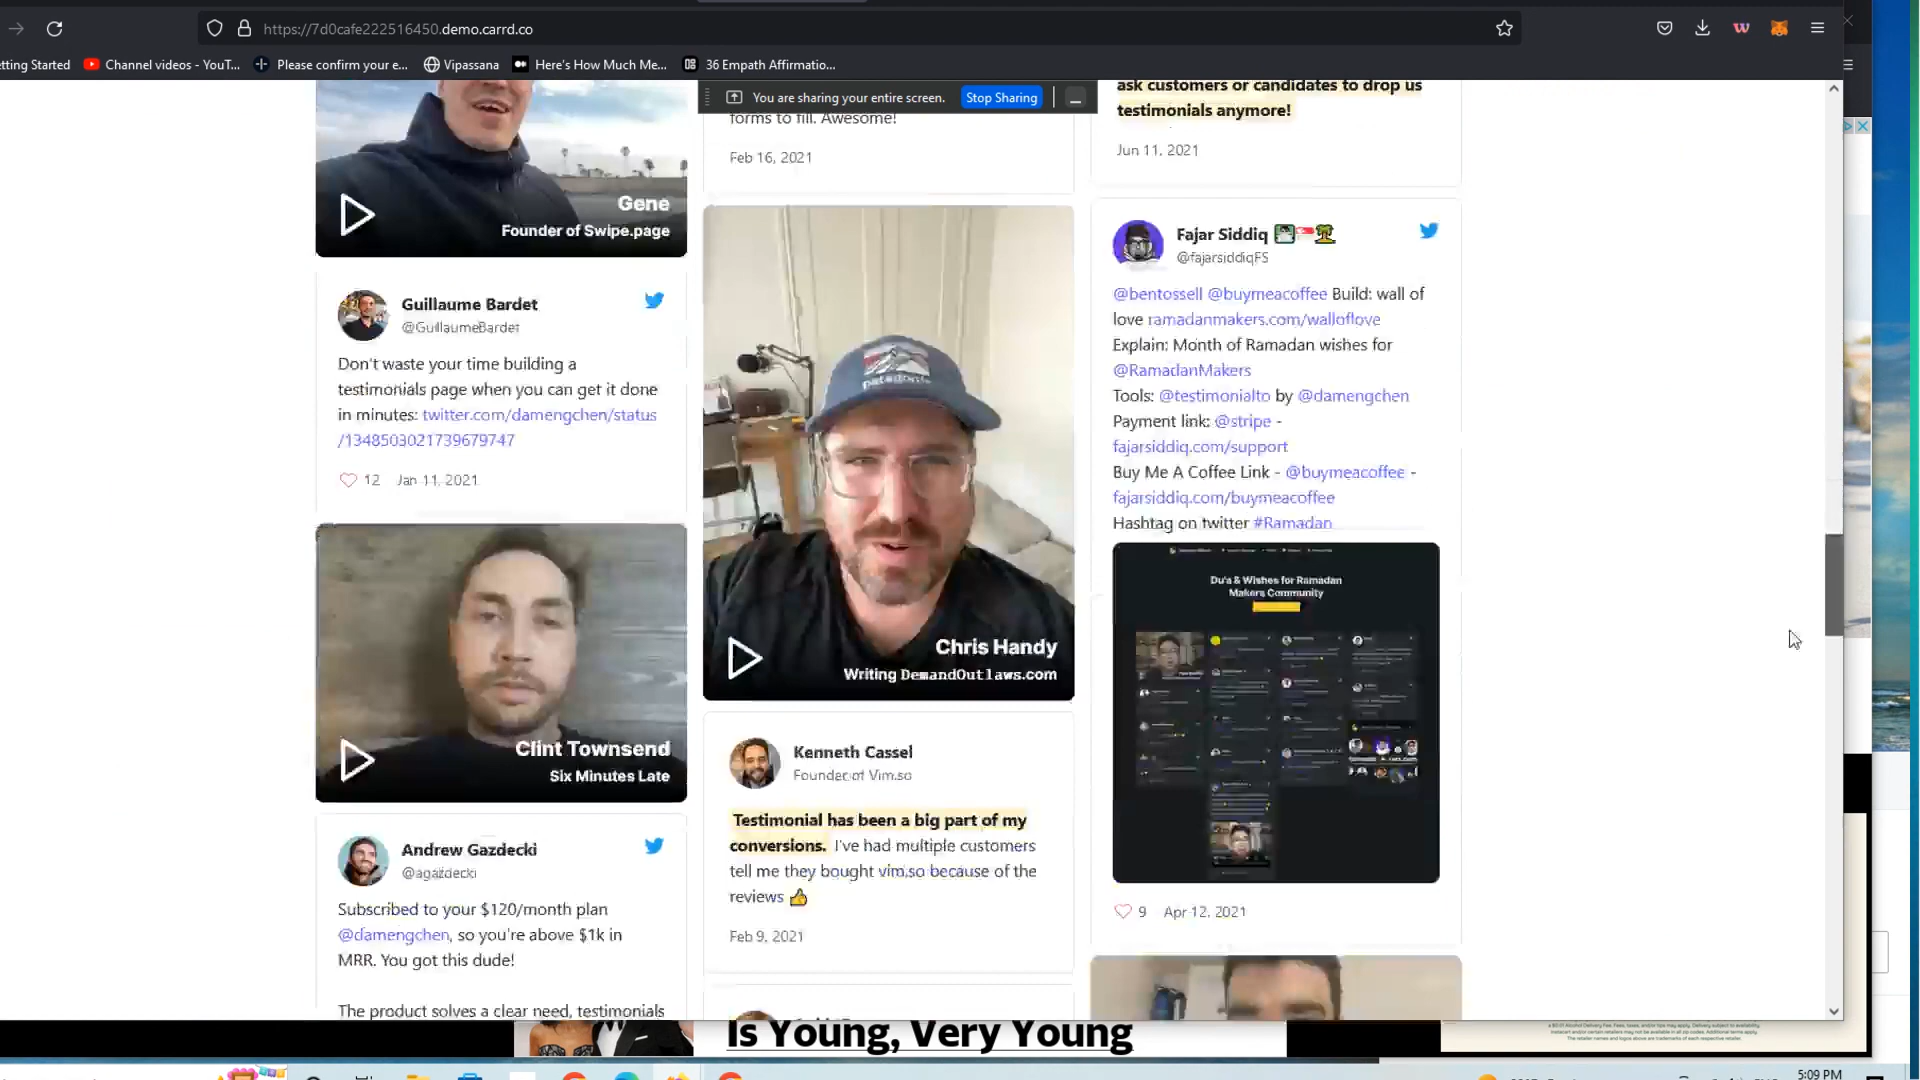 https://7d0cafe222516450.demo.carrd.co
tting Started
Channel videos - YouT...
Please confirm your e...
Vipassana
Here's How Much Me...
36 Empath Affirmatio...
You are sharing your entire screen.
Stop Sharing
Gene
Founder of Swipe.page
Guillaume Bardet
@GuillaumeBardet
Don't waste your time building a
testimonials page when you can get it done
in minutes: twitter.com/damengchen/status
/1348503021739679747
12 Jan 11, 2021
Clint Townsend
Six Minutes Late
Andrew Gazdecki
@agazdecki
Subscribed to your $120/month plan
@damengchen, so you're above $1k in
MRR. You got this dude!
The product solves a clear need, testimonials
forms to fill. Awesome!
Feb 16, 2021
patagonia
Chris Handy
Writing DemandOutlaws.com
Kenneth Cassel
Founder of Vim.so
Testimonial has been a big part of my
conversions. I've had multiple customers
tell me they bought vim.so because of the
reviews 👍
Feb 9, 2021
ask customers or candidates to drop us
testimonials anymore!
Jun 11, 2021
Fajar Siddiq
@fajarsiddiqFS
@bentossell @buymeacoffee Build: wall of
love ramadanmakers.com/walloflove
Explain: Month of Ramadan wishes for
@RamadanMakers
Tools: @testimonialto by @damengchen
Payment link: @stripe -
fajarsiddiq.com/support
Buy Me A Coffee Link - @buymeacoffee -
fajarsiddiq.com/buymeacoffee
Hashtag on twitter #Ramadan
Du'a & Wishes for Ramadan
Makers Community
9 Apr 12, 2021
Is Young, Very Young
5:09 PM